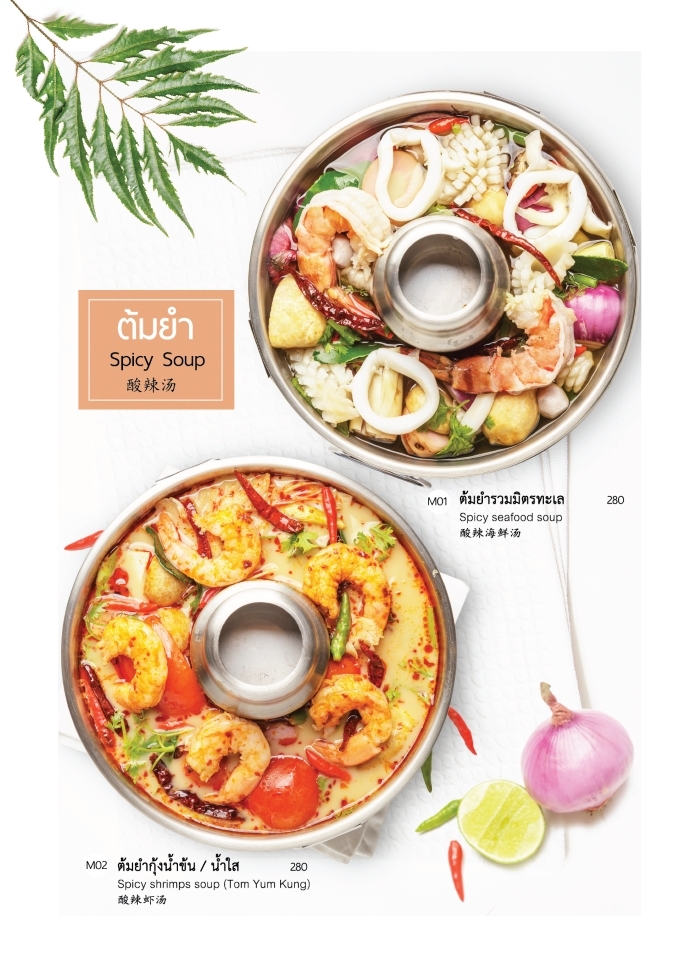 ต้มยำ
Spicy Soup
酸辣汤
M01 ต้มยำรวมมิตรทะเล 280
Spicy seafood soup
酸辣海鲜汤
M02 ต้มยำกุ้งน้ำข้น / น้ำใส 280
Spicy shrimps soup (Tom Yum Kung)
酸辣虾汤